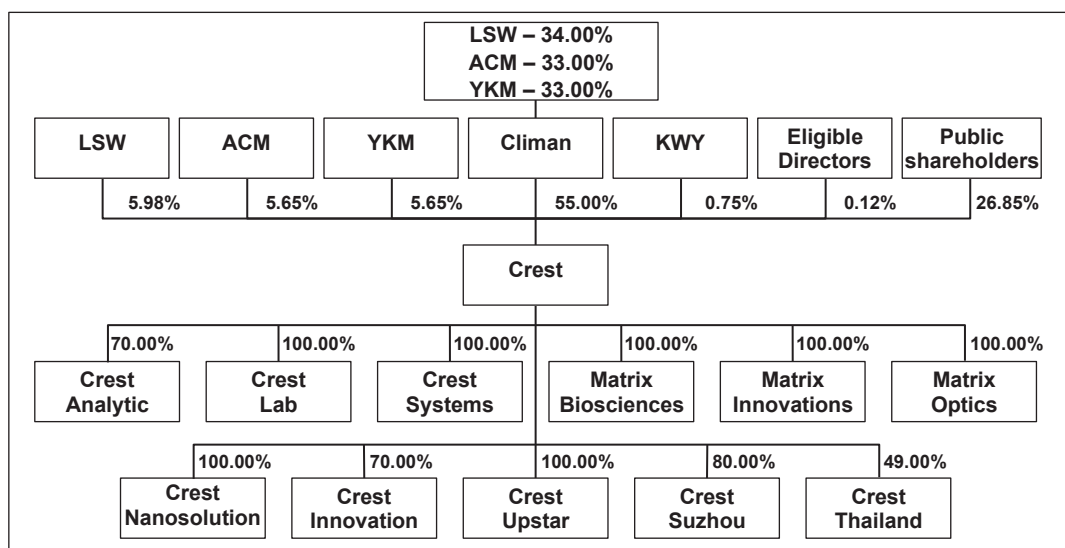 LSW – 34.00%
ACM – 33.00%
YKM – 33.00%
LSW
ACM
YKM
Climan
KWY
Eligible
Directors
Public
shareholders
5.98%
5.65%
5.65%
55.00%
0.75%
0.12%
26.85%
Crest
70.00%
100.00%
100.00%
100.00%
100.00%
100.00%
Crest
Analytic
Crest
Lab
Crest
Systems
Matrix
Biosciences
Matrix
Innovations
Matrix
Optics
100.00%
70.00%
100.00%
80.00%
49.00%
Crest
Nanosolution
Crest
Innovation
Crest
Upstar
Crest
Suzhou
Crest
Thailand